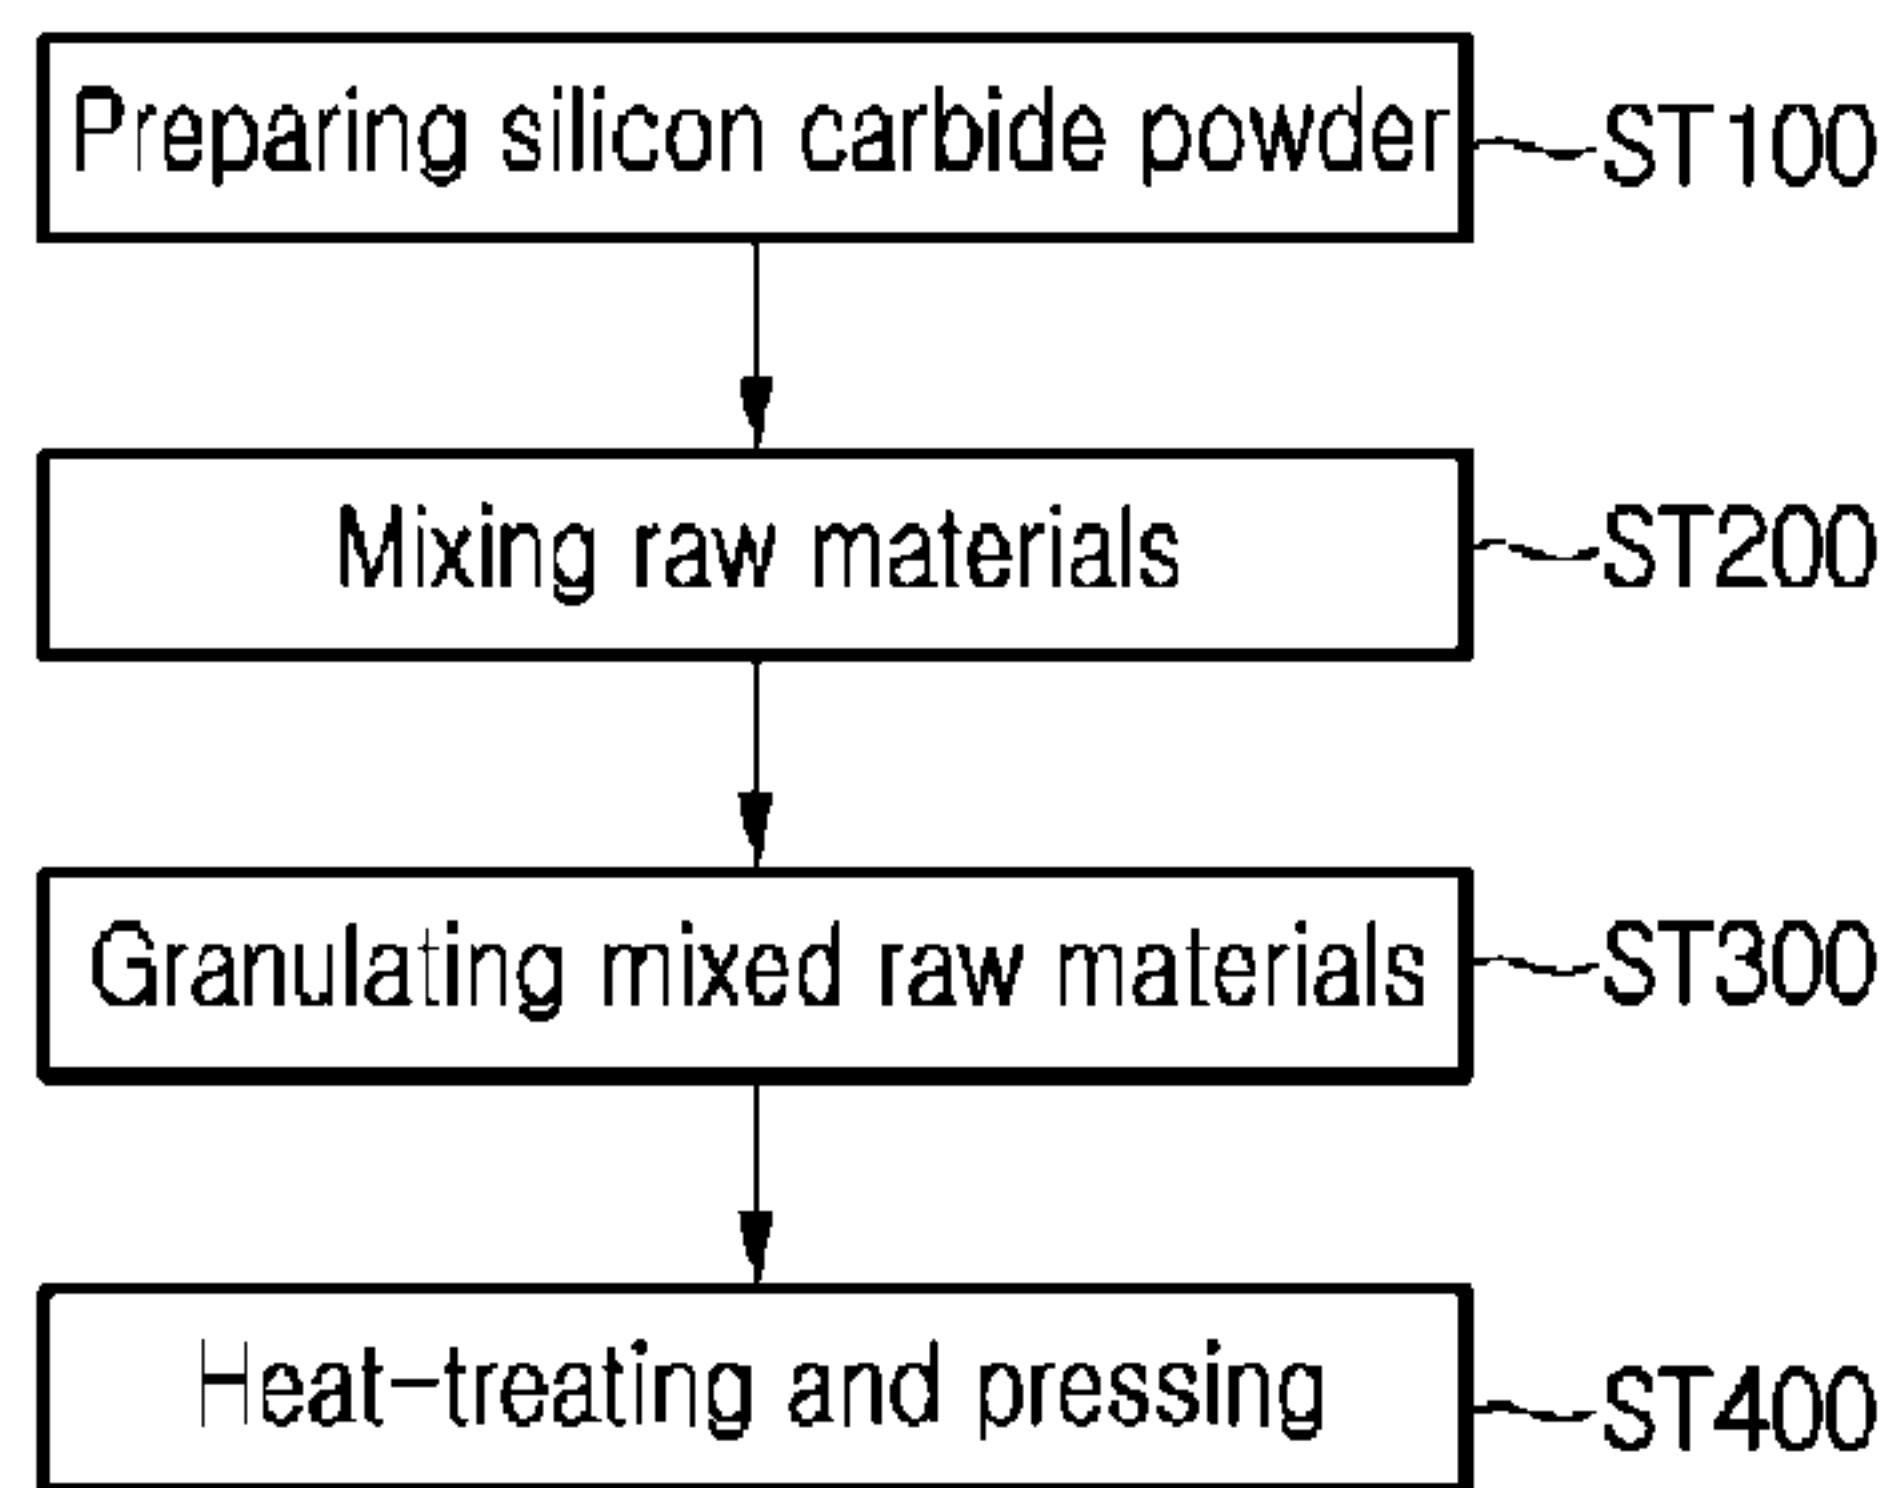 Preparing silicon carbide powder ST100
Mixing raw materials ST200
Granulating mixed raw materials ST300
Heat-treating and pressing ST400